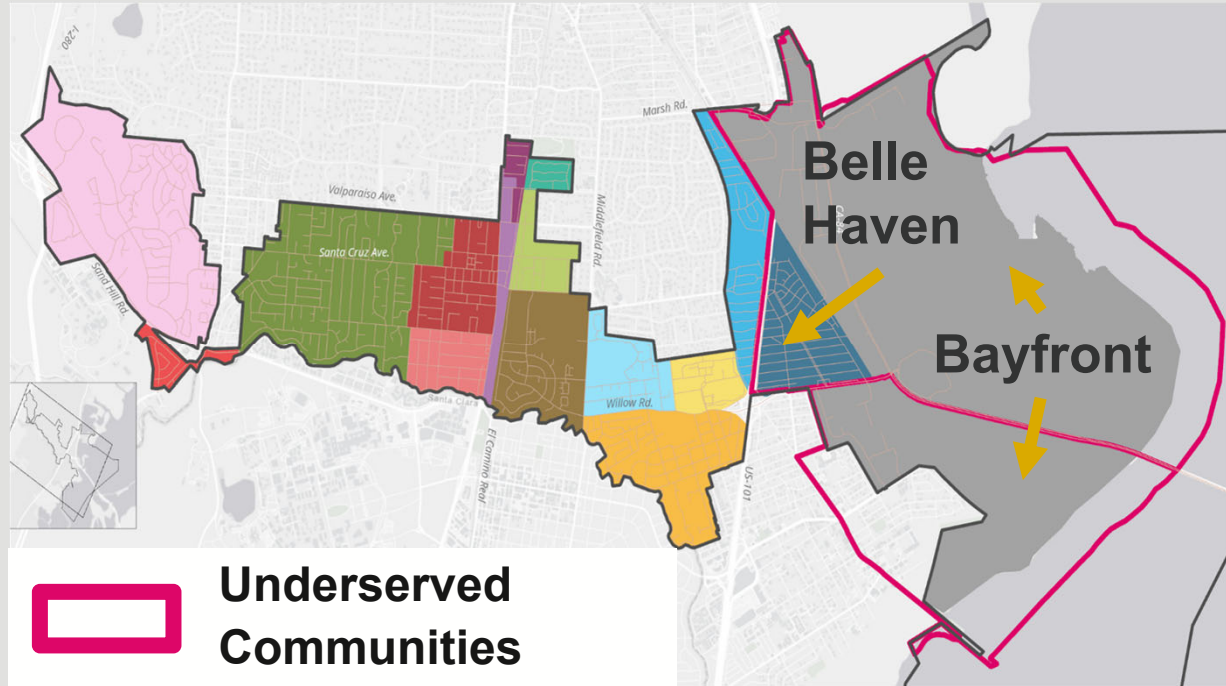 I-280
Marsh Rd.
Belle
Haven
Valparaiso Ave.
Middlefield Rd.
Santa Cruz Ave.
Sand Hill Rd.
Bayfront
Santa Clara
Willow Rd.
El Camino Real
US-101
Underserved
Communities